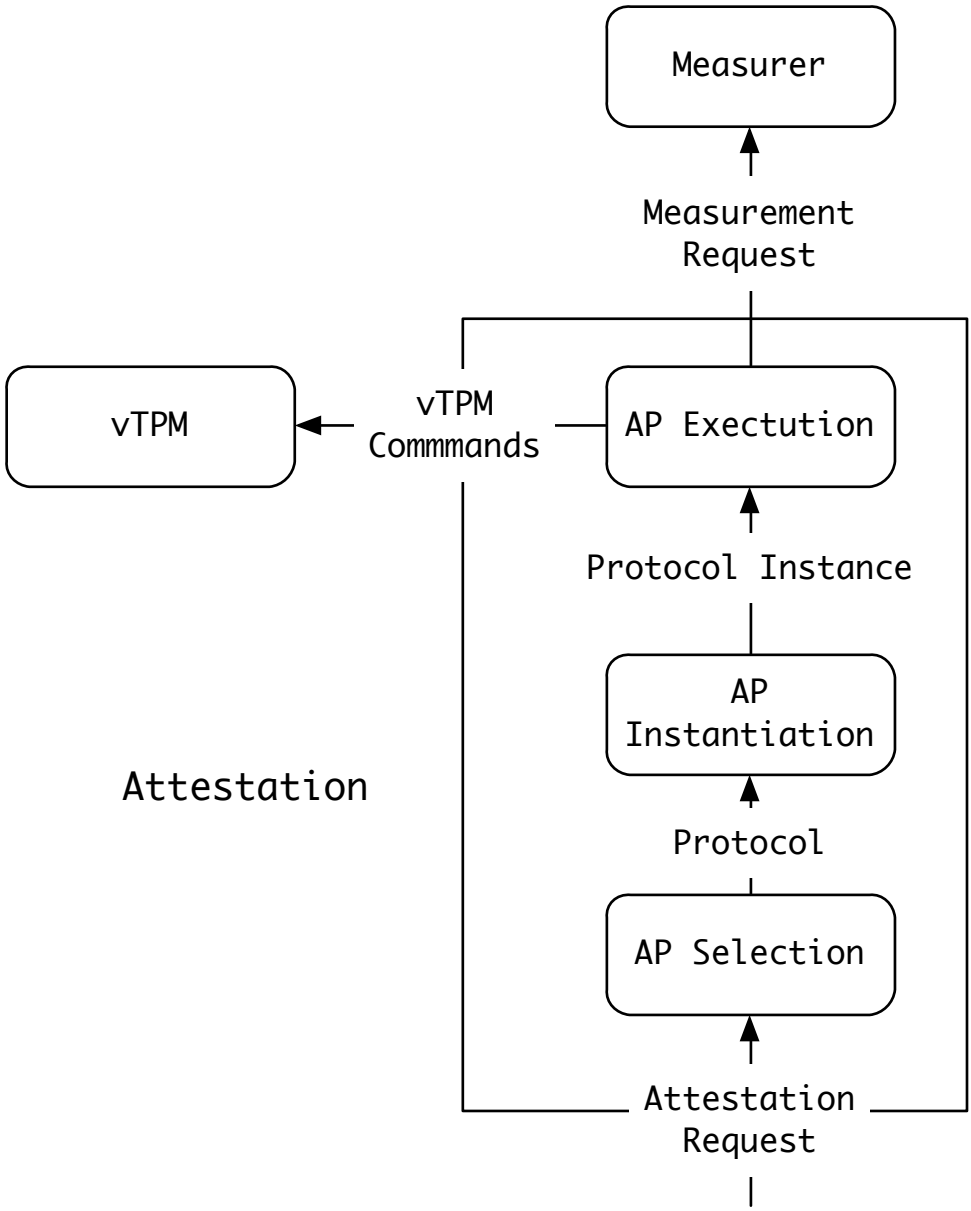 Measurer
Measurement
Request
vTPM
vTPM
Commmands
AP Exectution
Protocol Instance
AP
Instantiation
Attestation
Protocol
AP Selection
Attestation
Request